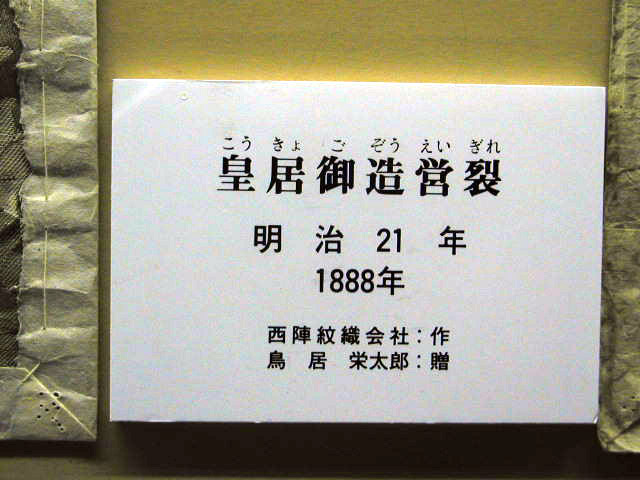 こうきょごぞうえいぎれ
皇居御造営裂
明治21年
1888年
西陣紋織会社:作
鳥居栄太郎:贈